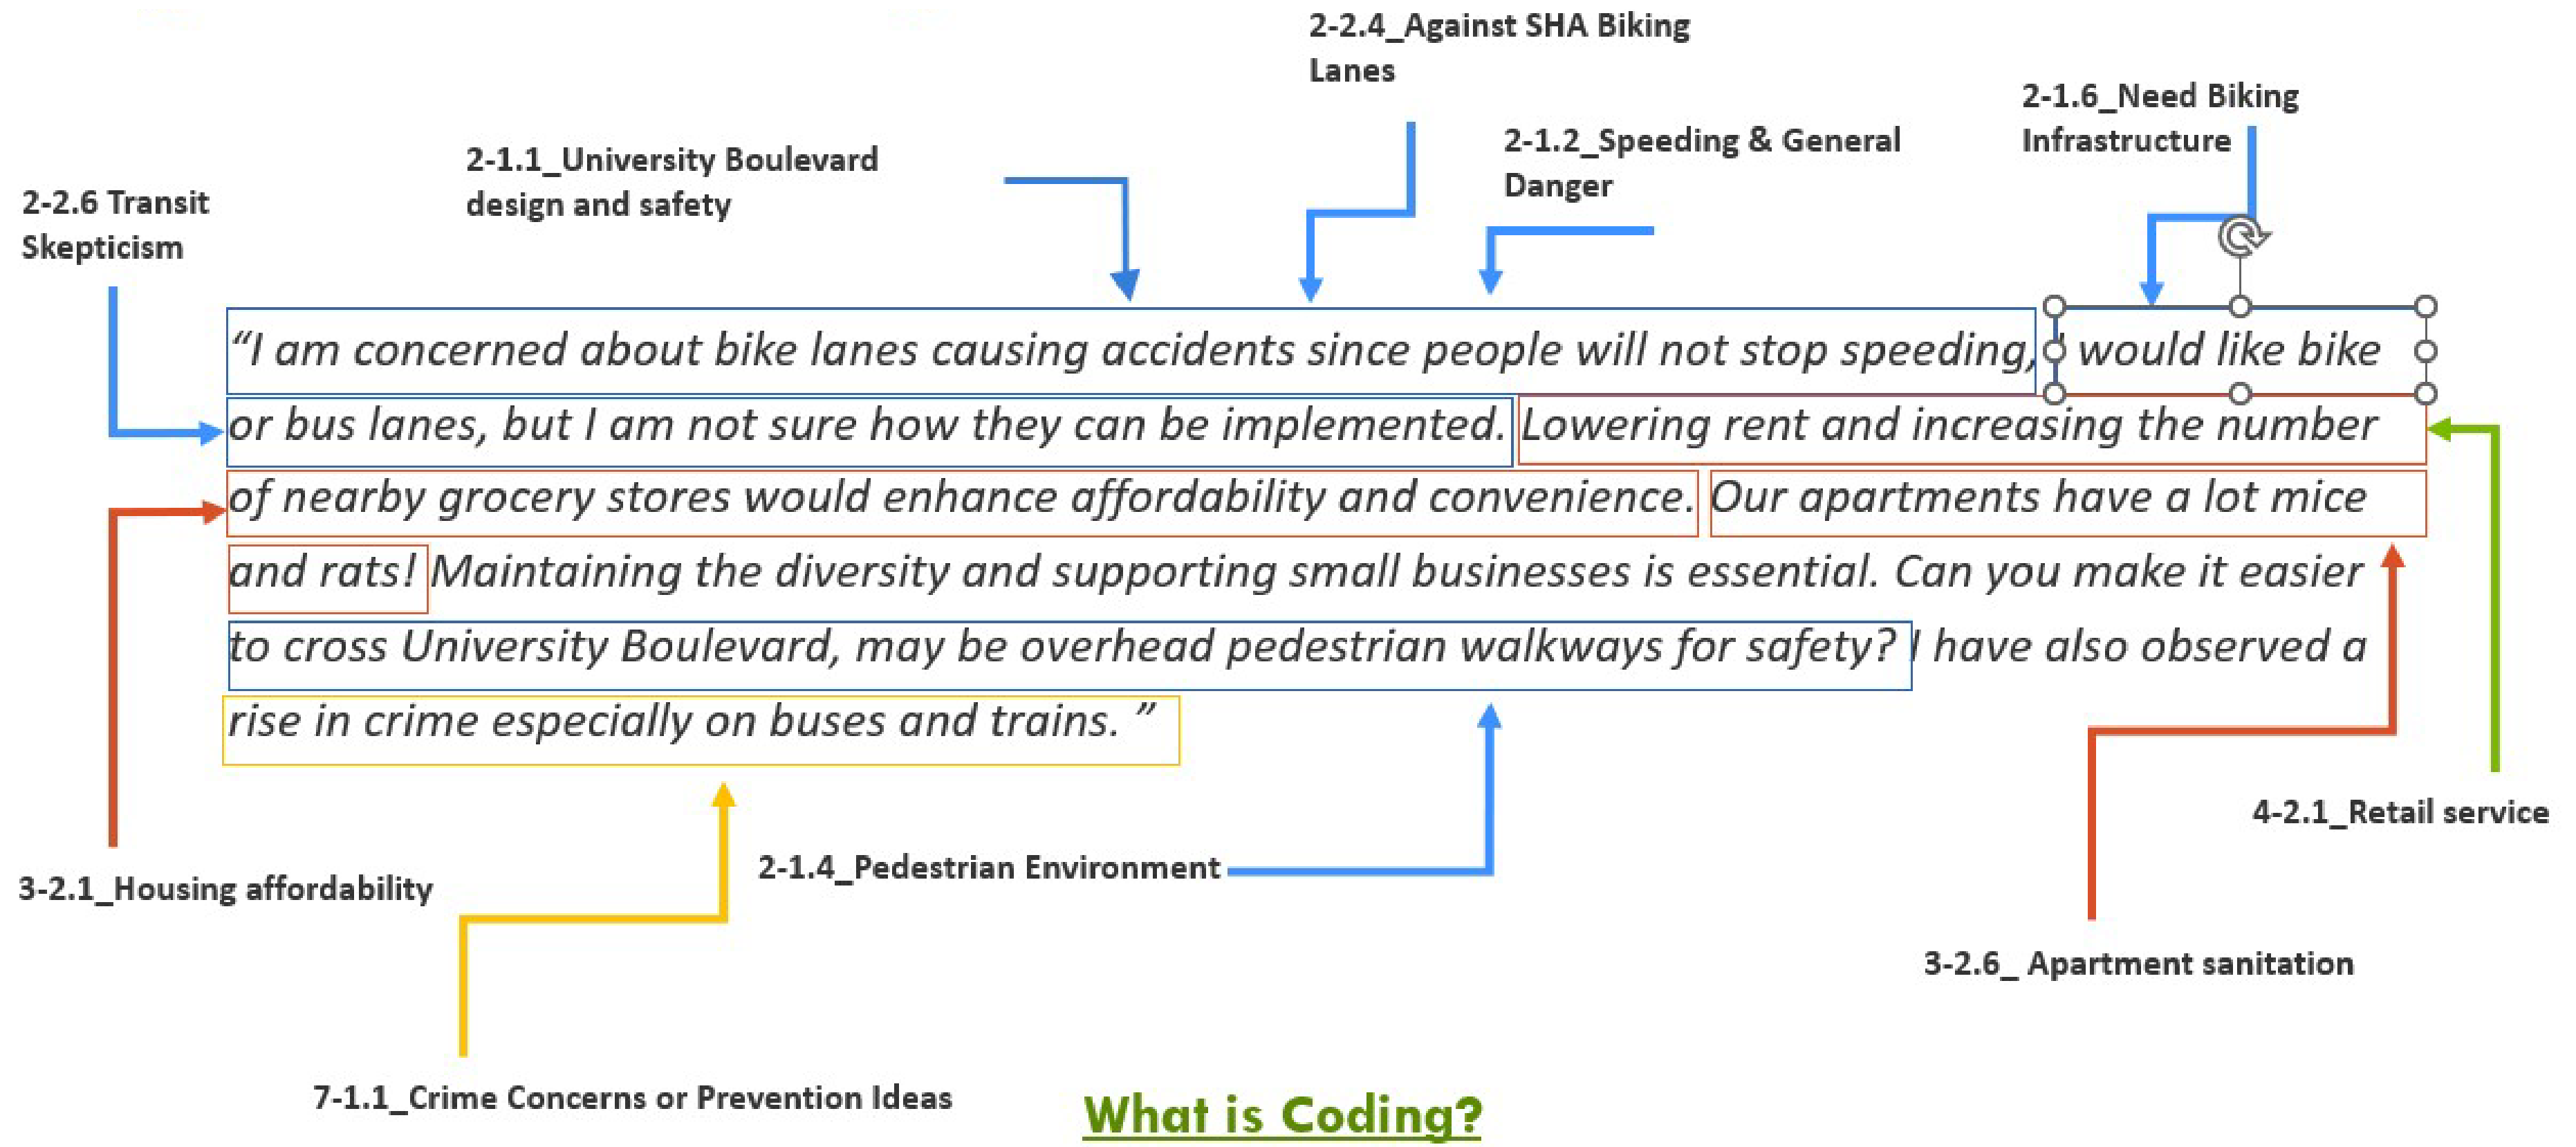 2-2.4_Against SHA Biking
Lanes
2-1.6_Need Biking
Infrastructure
2-1.2_Speeding & General
Danger
2-1.1_University Boulevard
design and safety
2-2.6 Transit
Skepticism
“I am concerned about bike lanes causing accidents since people will not stop speeding, I would like bike
or bus lanes, but I am not sure how they can be implemented. Lowering rent and increasing the number
of nearby grocery stores would enhance affordability and convenience. Our apartments have a lot mice
and rats! Maintaining the diversity and supporting small businesses is essential. Can you make it easier
to cross University Boulevard, may be overhead pedestrian walkways for safety? I have also observed a
rise in crime especially on buses and trains. ”
4-2.1_Retail service
2-1.4_Pedestrian Environment
3-2.1_Housing affordability
3-2.6_ Apartment sanitation
7-1.1_Crime Concerns or Prevention Ideas
What is Coding?